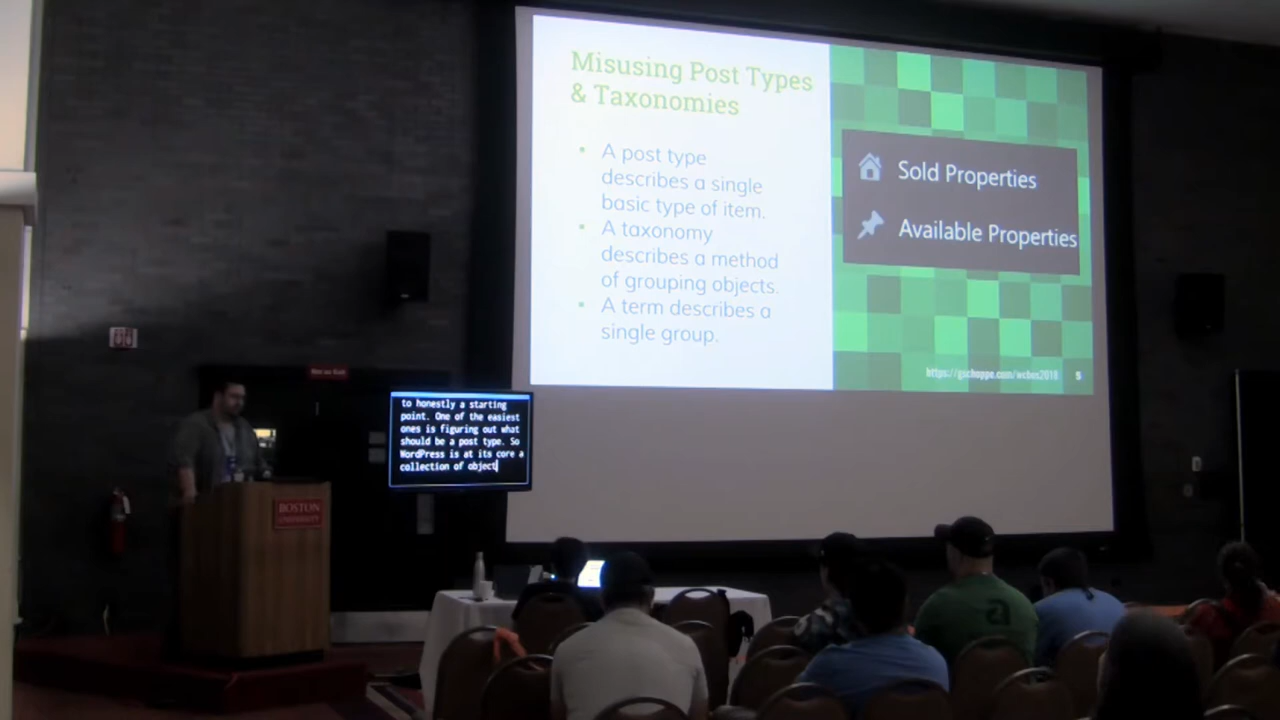 Misusing Post Types
& Taxonomies
A post type
describes a single
basic type of item.
A taxonomy
describes a method
of grouping objects.
A term describes a
single group.
Sold Properties
Available Properties
https://gschoppe.com/wcbos2018
5
to honestly a starting
point. One of the easiest
ones is figuring out what
should be a post type. So
WordPress is at its core a
collection of object
BOSTON
UNIVERSITY